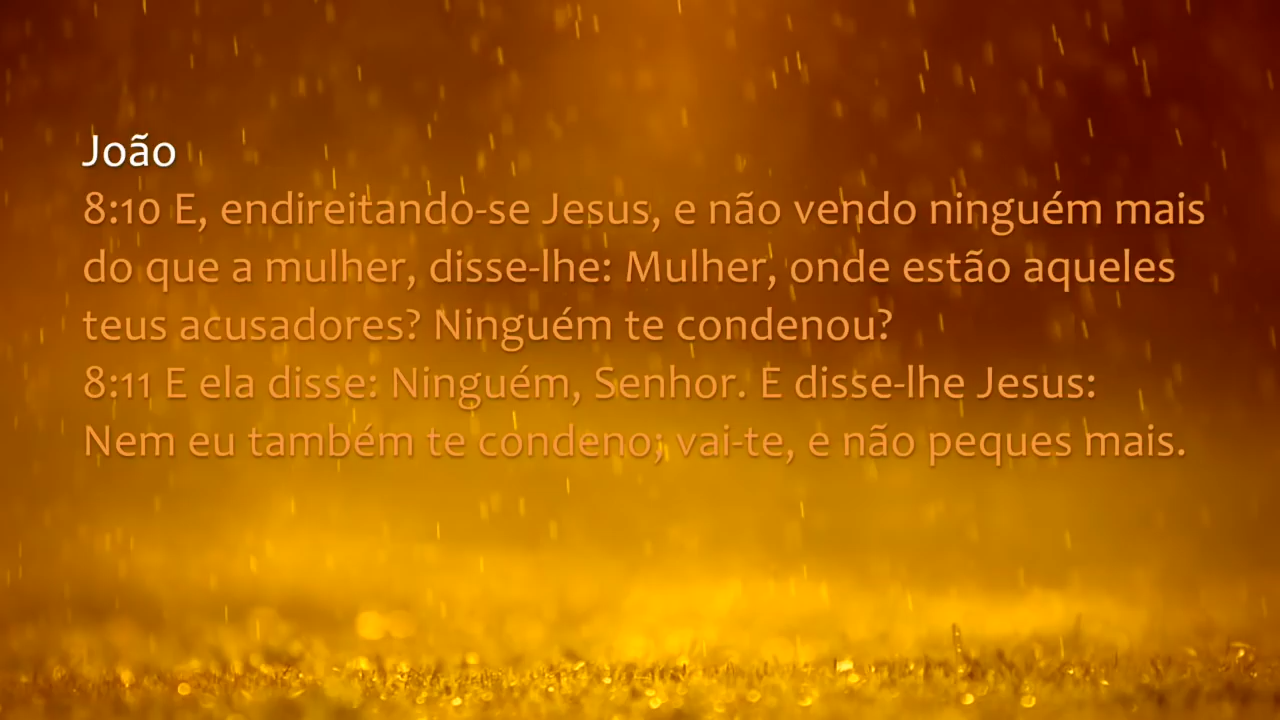 João
8:10 E, endireitando-se Jesus, e não vendo ninguém mais
do que a mulher, disse-lhe: Mulher, onde estão aqueles
teus acusadores? Ninguém te condenou?
8:11 E ela disse: Ninguém, Senhor. E disse-lhe Jesus:
Nem eu também te condeno; vai-te, e não peques mais.